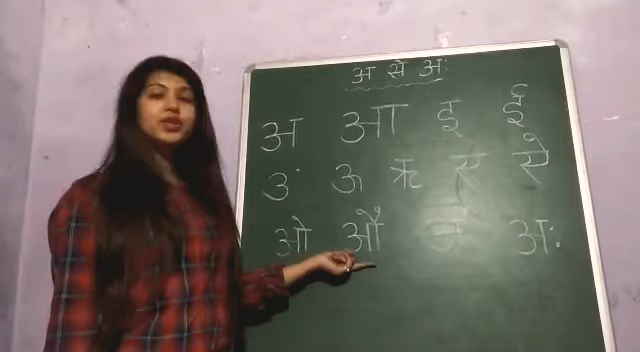 अ से अः
अ आ इ ई
उ ऊ ऋ ए ऐ
ओ औ अं अः